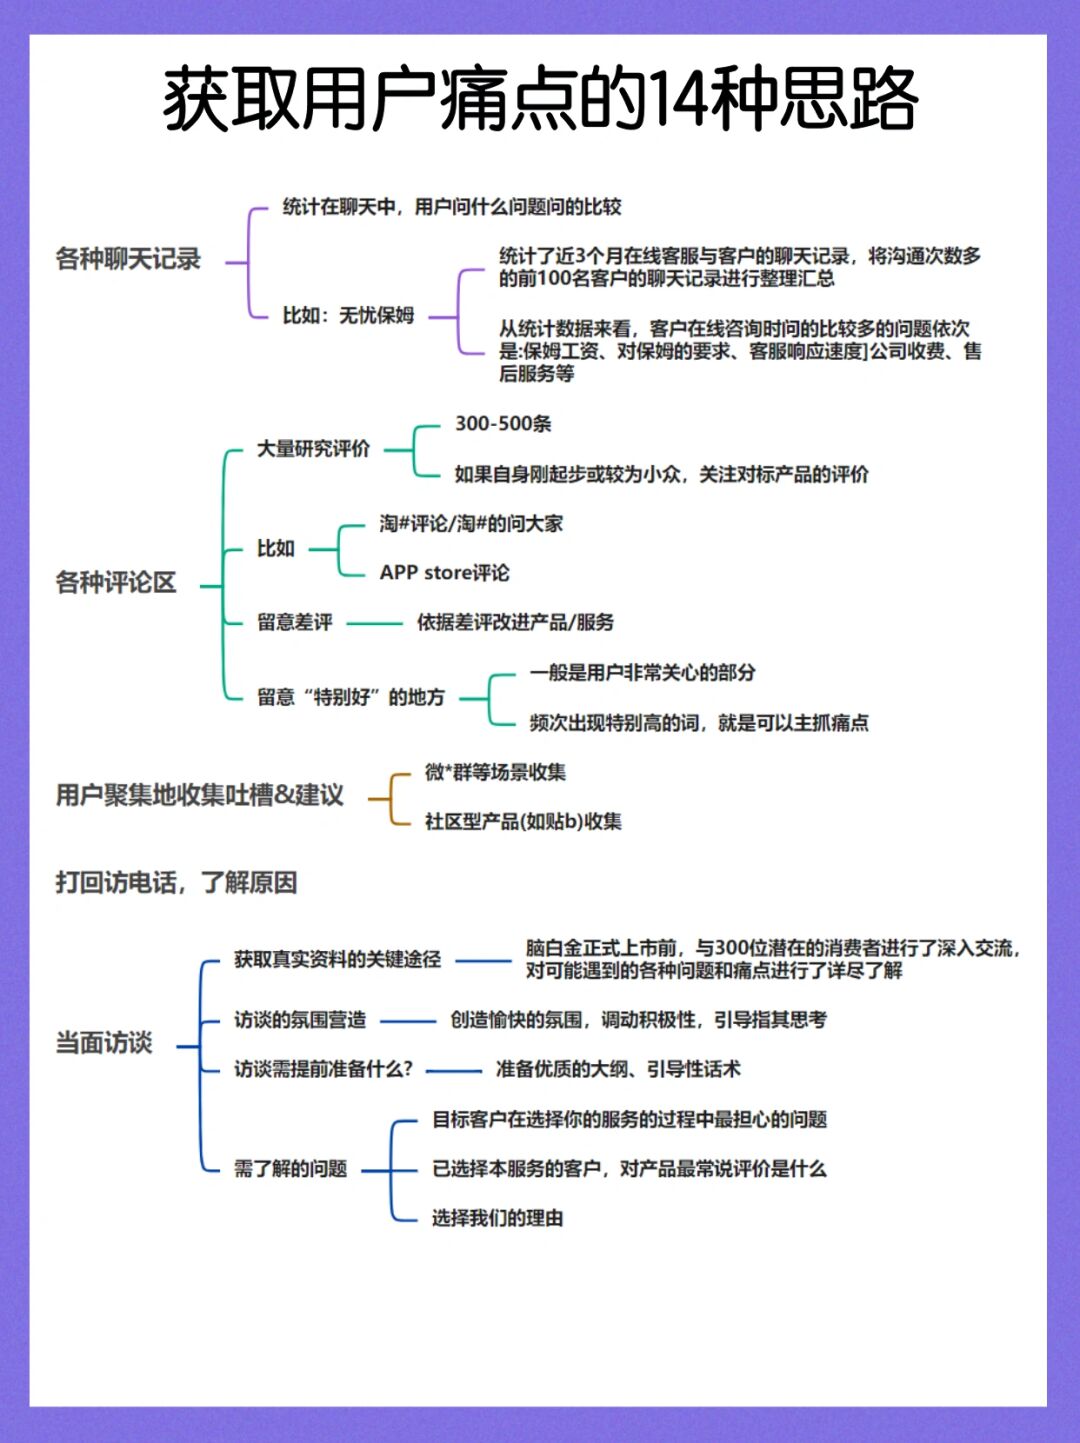 获取用户痛点的14种思路
各种聊天记录
统计在聊天中，用户问什么问题问的比较
比如：无忧保姆
统计了近3个月在线客服与客户的聊天记录，将沟通次数多
的前100名客户的聊天记录进行整理汇总
从统计数据来看，客户在线咨询时问的比较多的问题依次
是:保姆工资、对保姆的要求、客服响应速度]公司收费、售
后服务等
各种评论区
大量研究评价
300-500条
如果自身刚起步或较为小众，关注对标产品的评价
比如
淘#评论/淘#的问大家
APP store评论
留意差评
依据差评改进产品/服务
留意“特别好”的地方
一般是用户非常关心的部分
频次出现特别高的词，就是可以主抓痛点
用户聚集地收集吐槽&建议
微*群等场景收集
社区型产品(如贴b)收集
打回访电话，了解原因
当面访谈
获取真实资料的关键途径
脑白金正式上市前，与300位潜在的消费者进行了深入交流，
对可能遇到的各种问题和痛点进行了详尽了解
访谈的氛围营造
创造愉快的氛围，调动积极性，引导指其思考
访谈需提前准备什么?
准备优质的大纲、引导性话术
需了解的问题
目标客户在选择你的服务的过程中最担心的问题
已选择本服务的客户，对产品最常说评价是什么
选择我们的理由